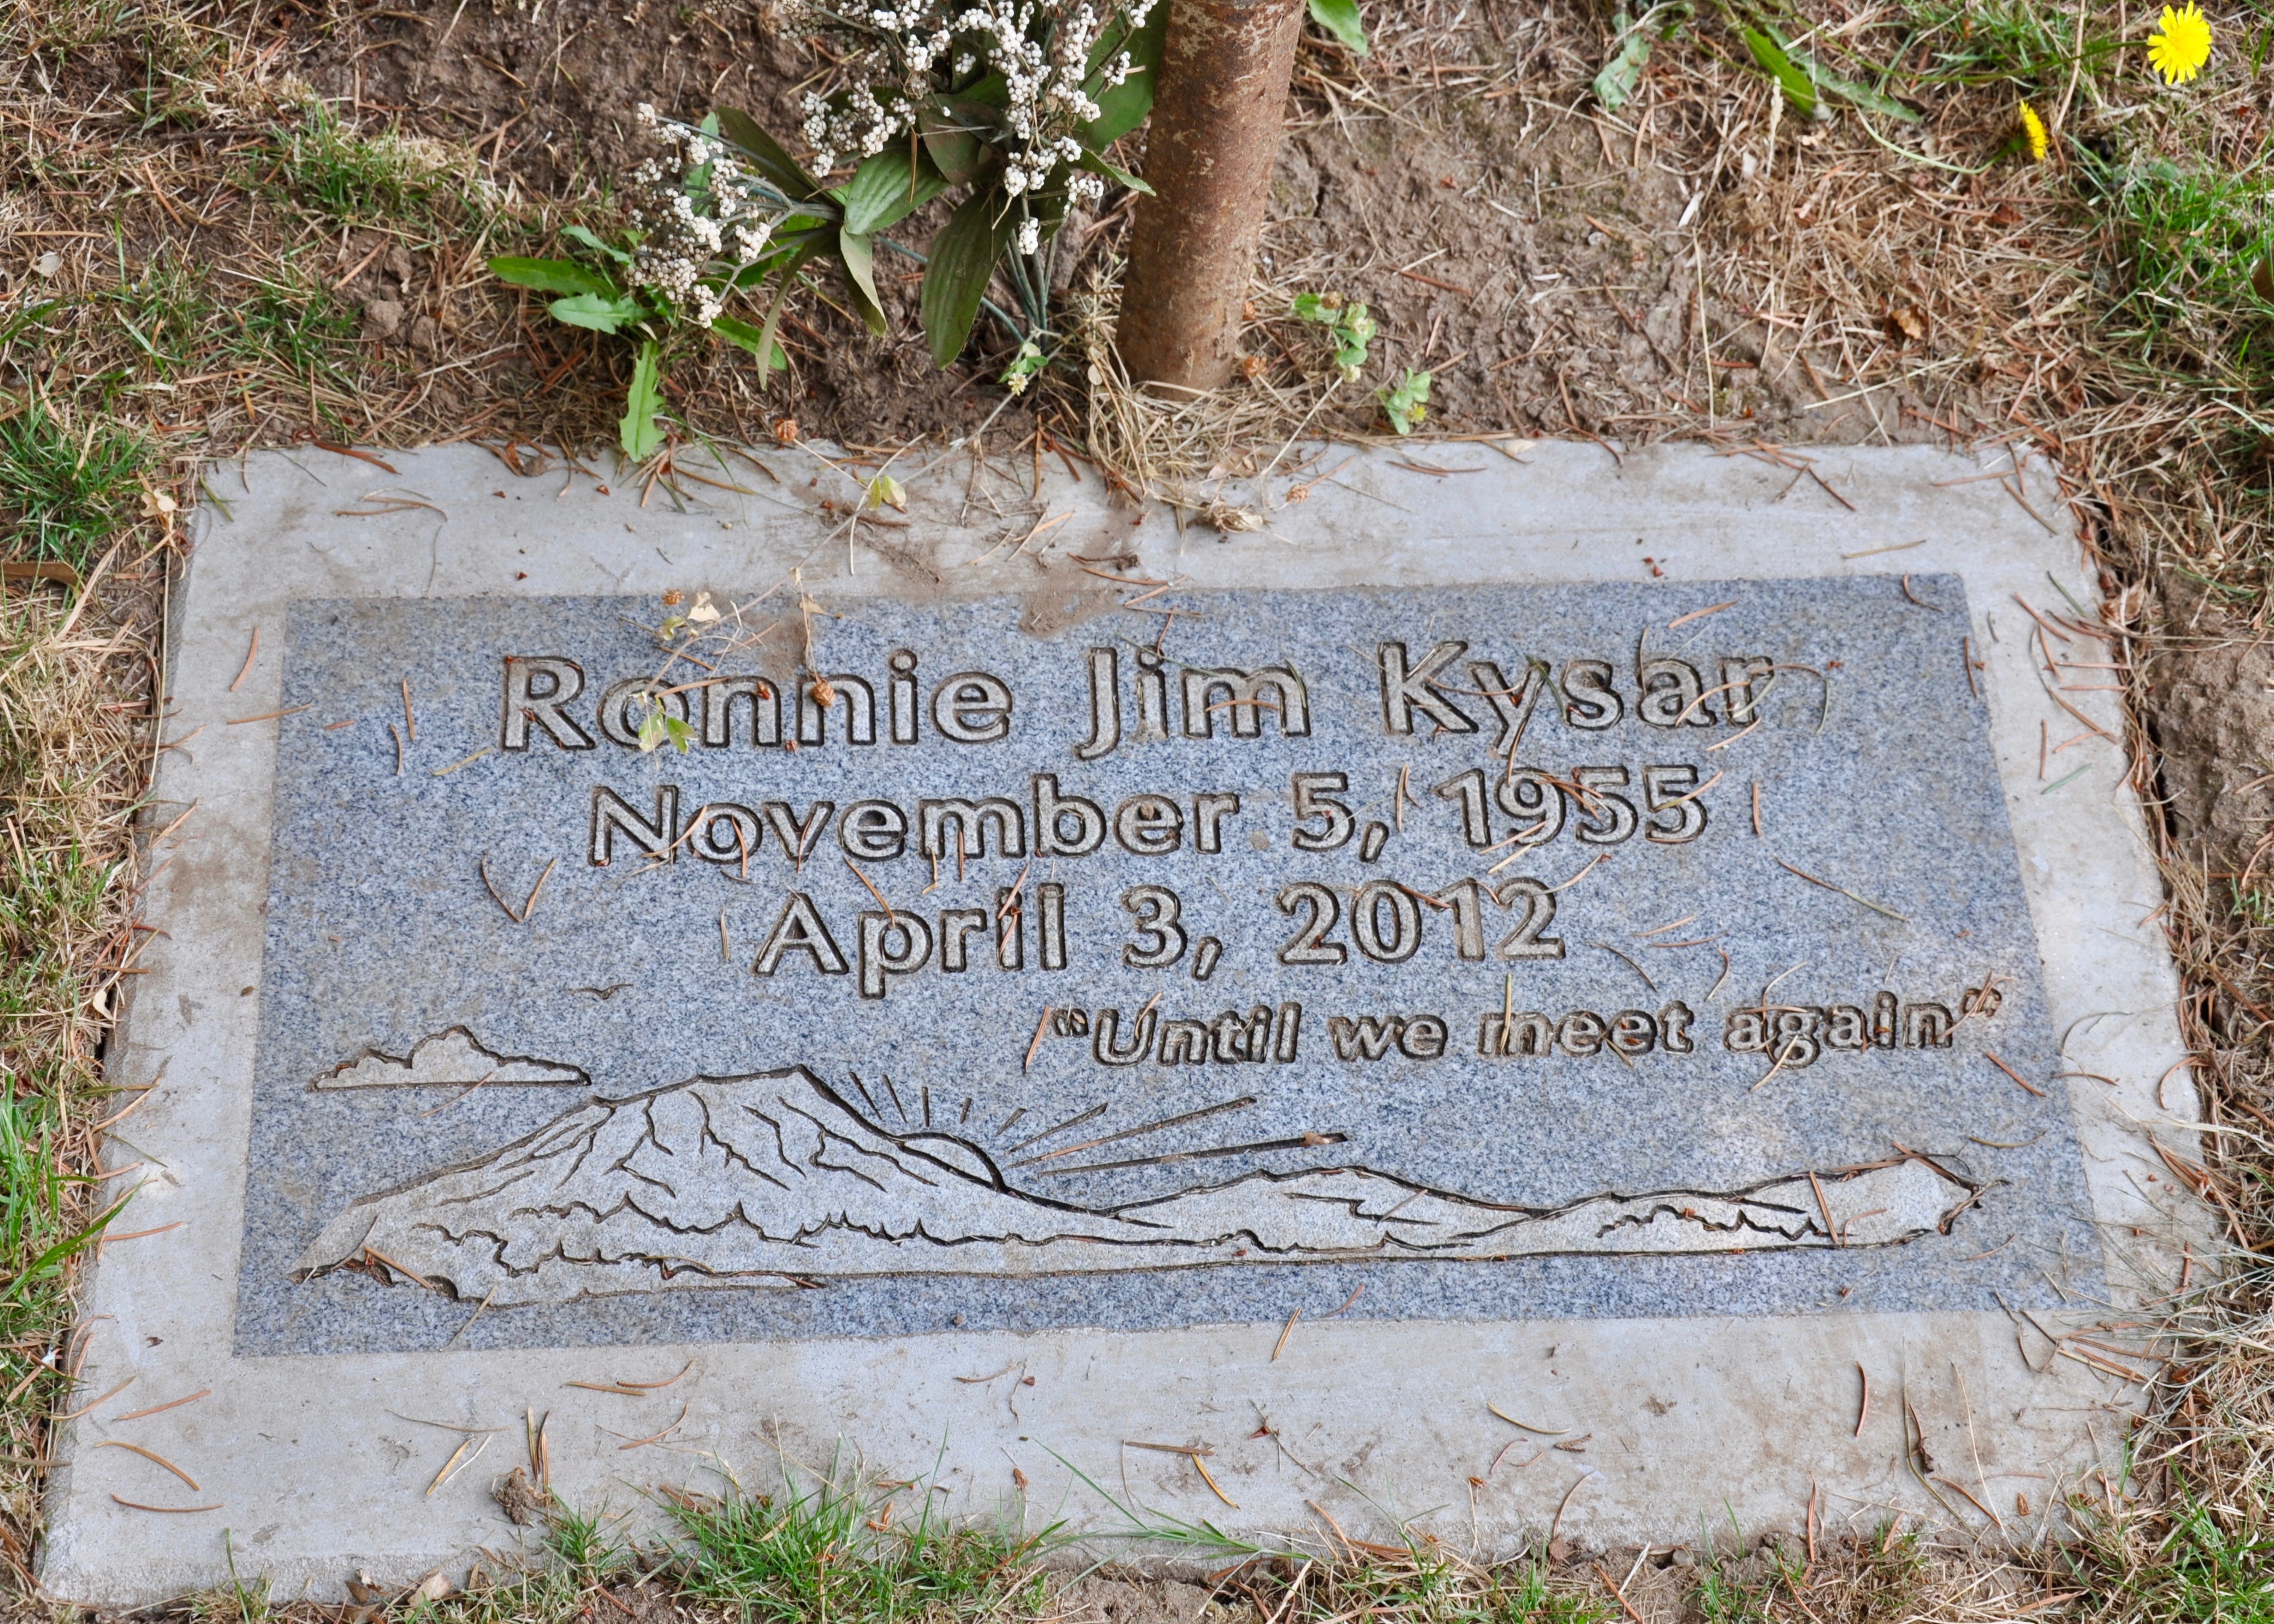 Ronnie Jim Kysar
November 5, 1955
April 3, 2012
"Until we meet again"